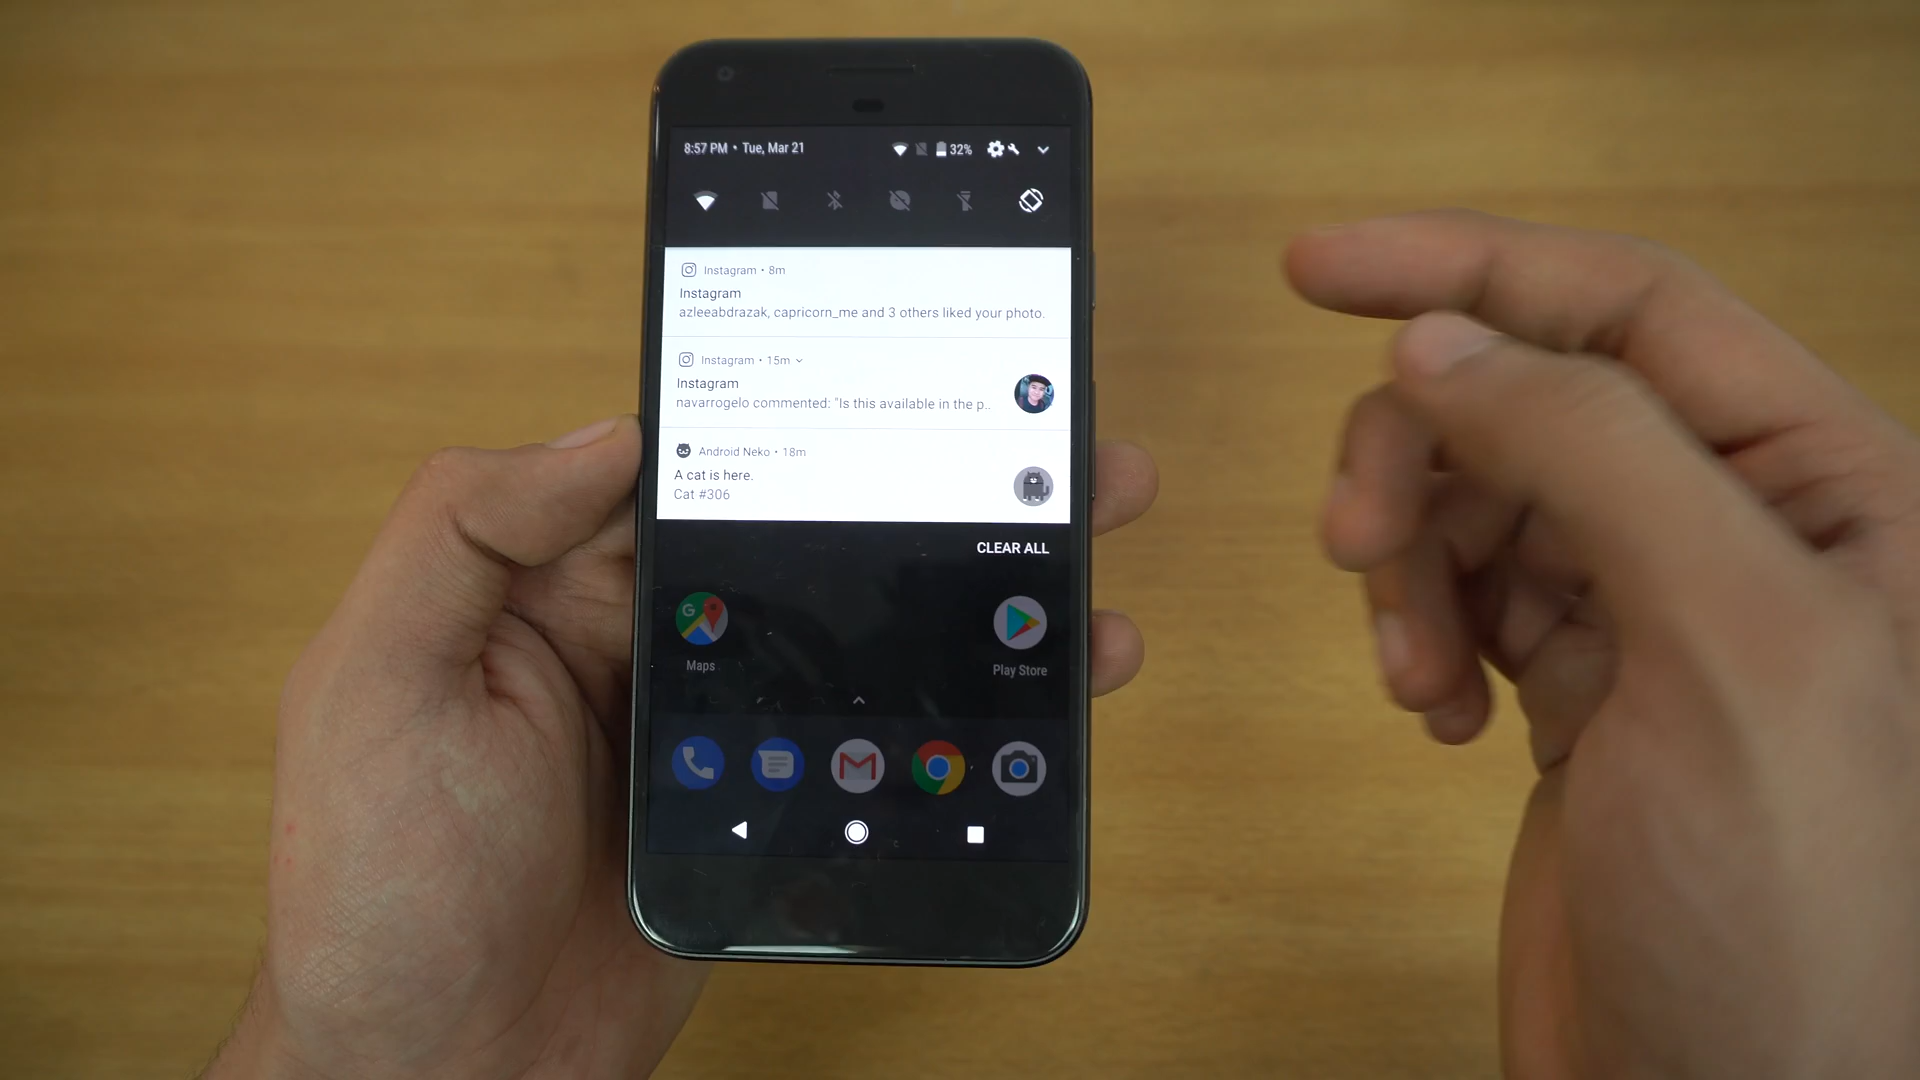 8:57 PM • Tue, Mar 21 32%
Instagram • 8m
Instagram
azleeabdrazak, capricorn_me and 3 others liked your photo.
Instagram • 15m
Instagram
navarrogelo commented: "Is this available in the p..
Android Neko • 18m
A cat is here.
Cat #306
CLEAR ALL
G
Maps
Play Store